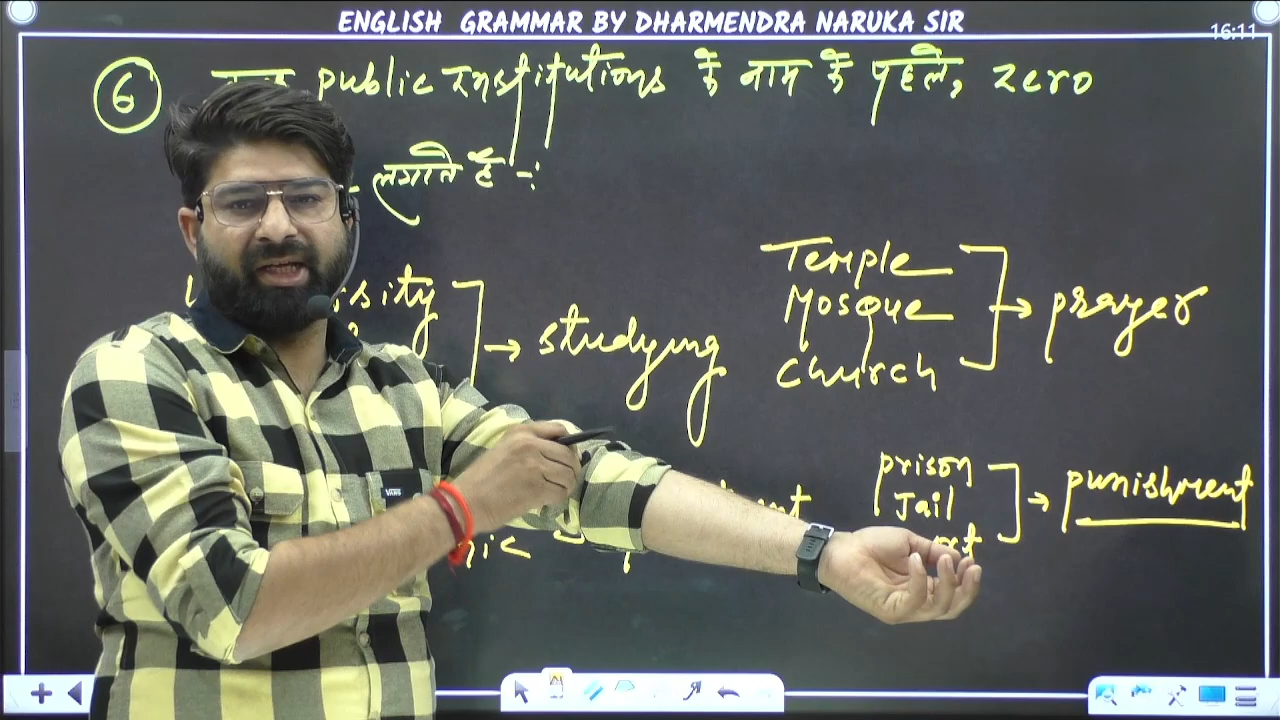 ENGLISH GRAMMAR BY DHARMENDRA NARUKA SIR
16:11
6 public Institutions के नाम के पहले, zero
लगाते हैं -:
sity
→ studying
Temple
Mosque
Church
→ prayer
prison
Jail
→ punishment
VANS